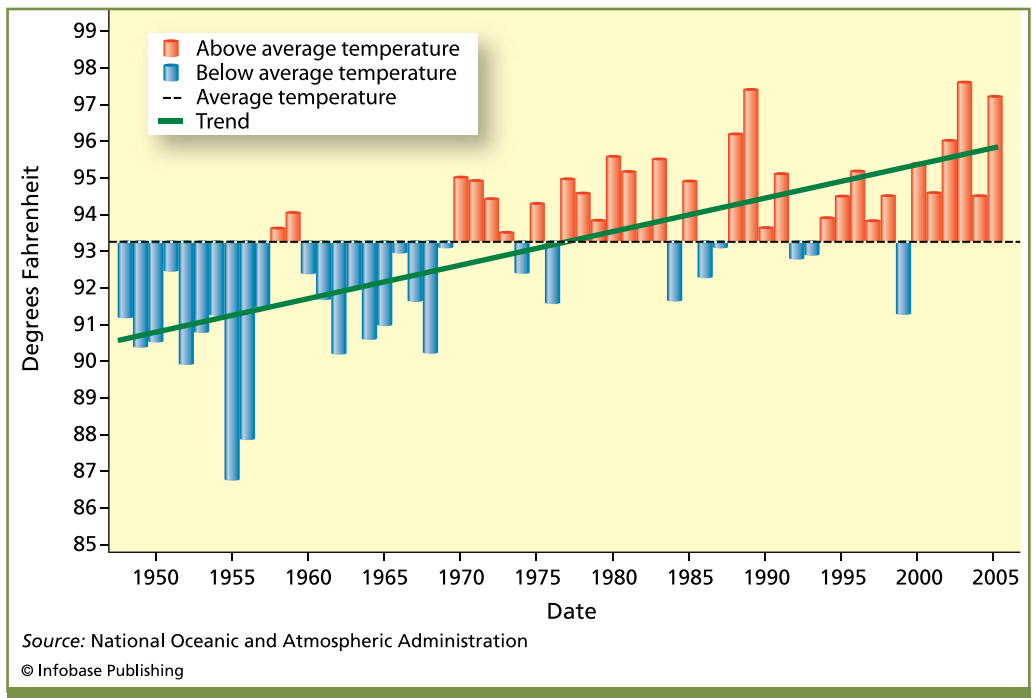 99
98
97
96
95
94
93
92
91
90
89
88
87
86
85
Degrees Fahrenheit
Above average temperature
Below average temperature
Average temperature
Trend
1950 1955 1960 1965 1970 1975 1980 1985 1990 1995 2000 2005
Date
Source: National Oceanic and Atmospheric Administration
© Infobase Publishing